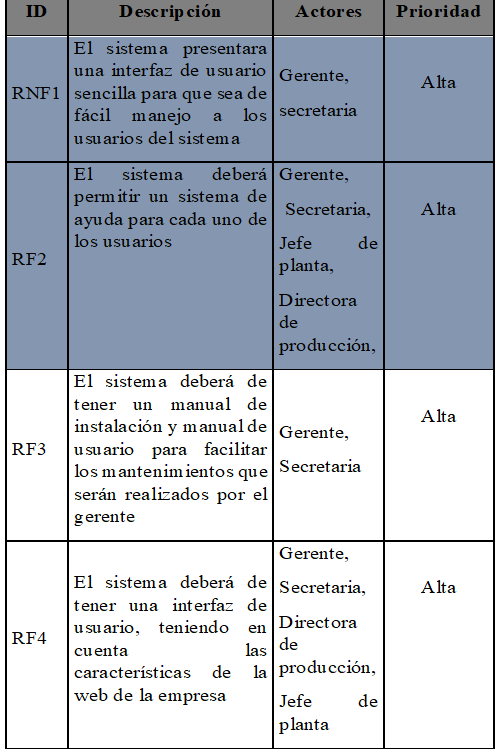 ID Descripción Actores Prioridad
RNF1
El sistema presentara
una interfaz de usuario
sencilla para que sea de
fácil manejo a los
usuarios del sistema
Gerente,
secretaria
Alta
RF2
El sistema deberá
permitir un sistema de
ayuda para cada uno de
los usuarios
Gerente,
Secretaria,
Jefe de
planta,
Directora
de
producción,
Alta
RF3
El sistema deberá de
tener un manual de
instalación y manual de
usuario para facilitar
los mantenimientos que
serán realizados por el
gerente
Gerente,
Secretaria
Alta
RF4
El sistema deberá de
tener una interfaz de
usuario, teniendo en
cuenta las
características de la
web de la empresa
Gerente,
Secretaria,
Directora
de
producción,
Jefe de
planta
Alta